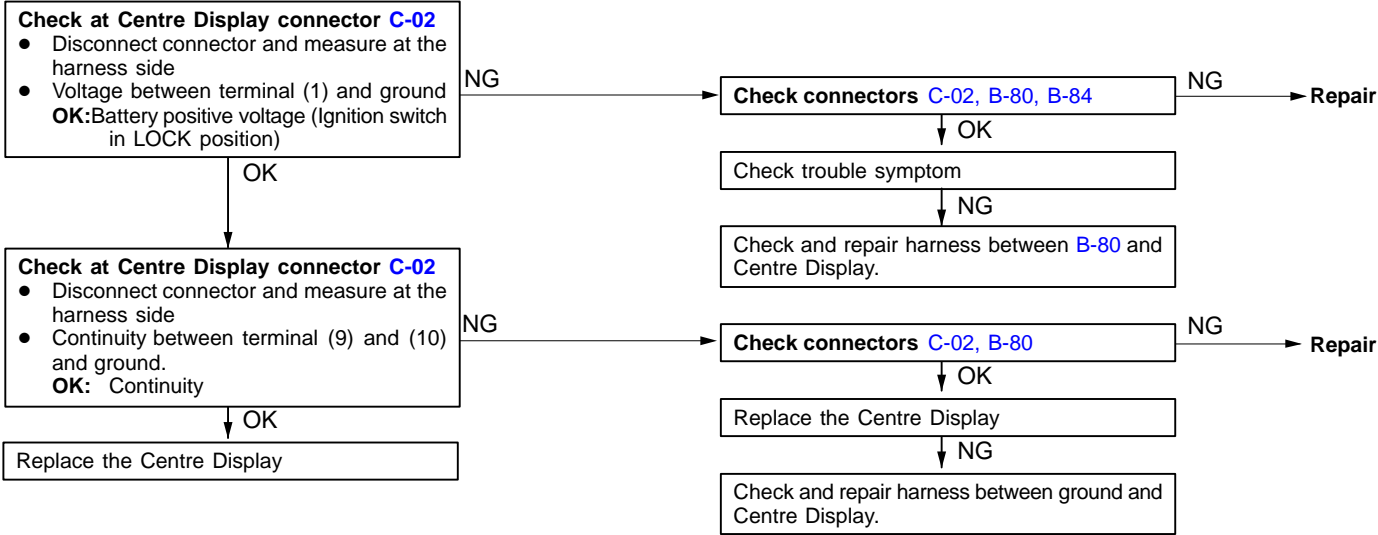 Check at Centre Display connector C-02
● Disconnect connector and measure at the
harness side
● Voltage between terminal (1) and ground
OK:Battery positive voltage (Ignition switch
in LOCK position)
NG
Check connectors C-02, B-80, B-84
NG
Repair
OK
Check trouble symptom
NG
Check and repair harness between B-80 and
Centre Display.
OK
Check at Centre Display connector C-02
● Disconnect connector and measure at the
harness side
● Continuity between terminal (9) and (10)
and ground.
OK: Continuity
NG
Check connectors C-02, B-80
NG
Repair
OK
Replace the Centre Display
NG
Check and repair harness between ground and
Centre Display.
OK
Replace the Centre Display